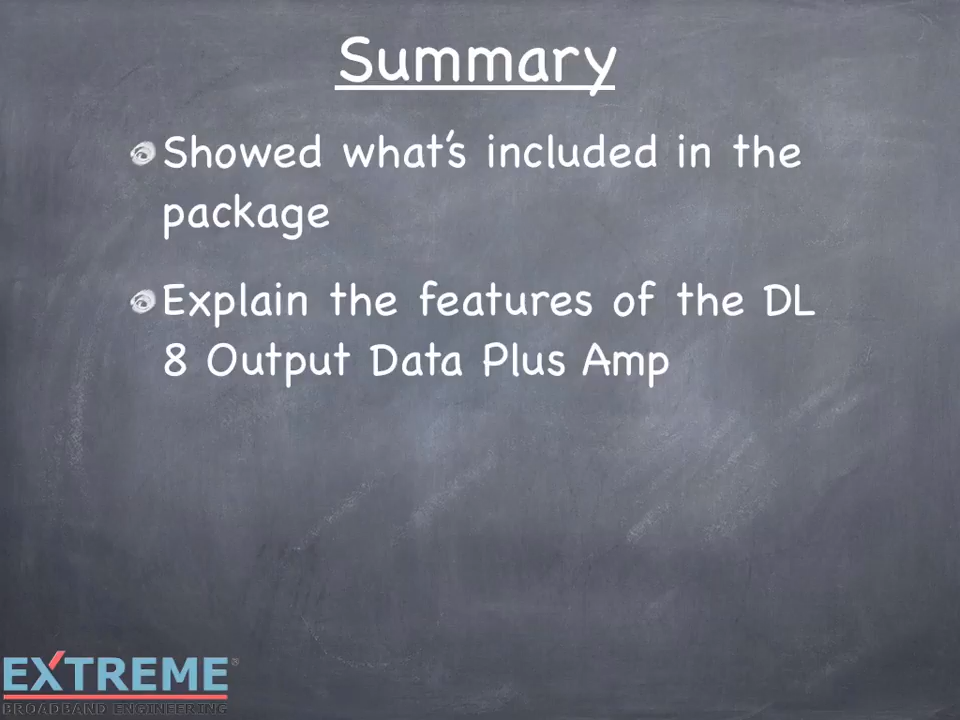 Summary
Showed what's included in the
package
Explain the features of the DL
8 Output Data Plus Amp
EXTREME®
BROADBAND ENGINEERING